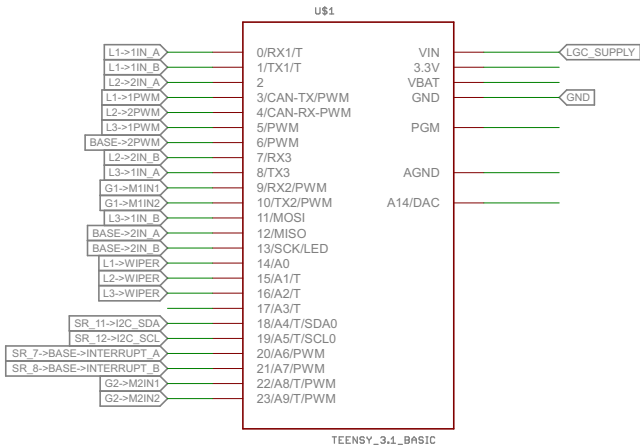 U$1
L1->1IN_A 0/RX1/T VIN LGC_SUPPLY
L1->1IN_B 1/TX1/T 3.3V
L2->2IN_A 2 VBAT
L1->1PWM 3/CAN-TX/PWM GND GND
L2->2PWM 4/CAN-RX-PWM
L3->1PWM 5/PWM PGM
BASE->2PWM 6/PWM
L2->2IN_B 7/RX3
L3->1IN_A 8/TX3 AGND
G1->M1IN1 9/RX2/PWM
G1->M1IN2 10/TX2/PWM A14/DAC
L3->1IN_B 11/MOSI
BASE->2IN_A 12/MISO
BASE->2IN_B 13/SCK/LED
L1->WIPER 14/A0
L2->WIPER 15/A1/T
L3->WIPER 16/A2/T
17/A3/T
SR_11->I2C_SDA 18/A4/T/SDA0
SR_12->I2C_SCL 19/A5/T/SCL0
SR_7->BASE->INTERRUPT_A 20/A6/PWM
SR_8->BASE->INTERRUPT_B 21/A7/PWM
G2->M2IN1 22/A8/T/PWM
G2->M2IN2 23/A9/T/PWM
TEENSY_3.1_BASIC